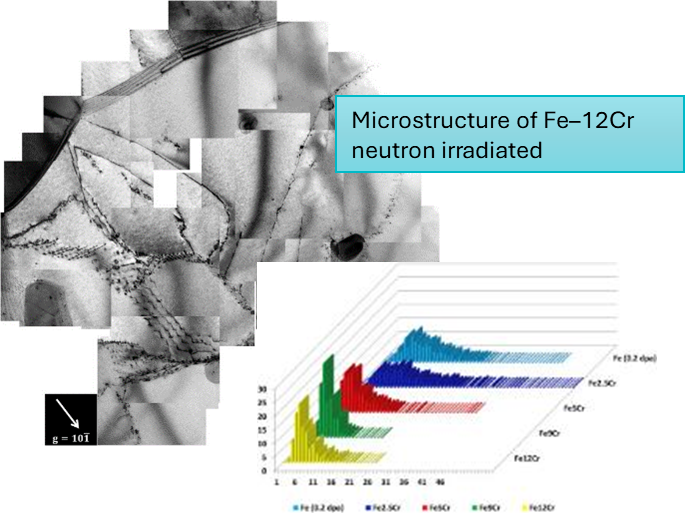 Microstructure of Fe–12Cr
neutron irradiated
g = 101̅
30
25
20
15
10
5
0
1 6 11 16 21 26 31 36 41 46
Fe (0.2 dpa)
Fe2.5Cr
Fe5Cr
Fe9Cr
Fe12Cr
Fe (0.2 dpa) Fe2.5Cr Fe5Cr Fe9Cr Fe12Cr